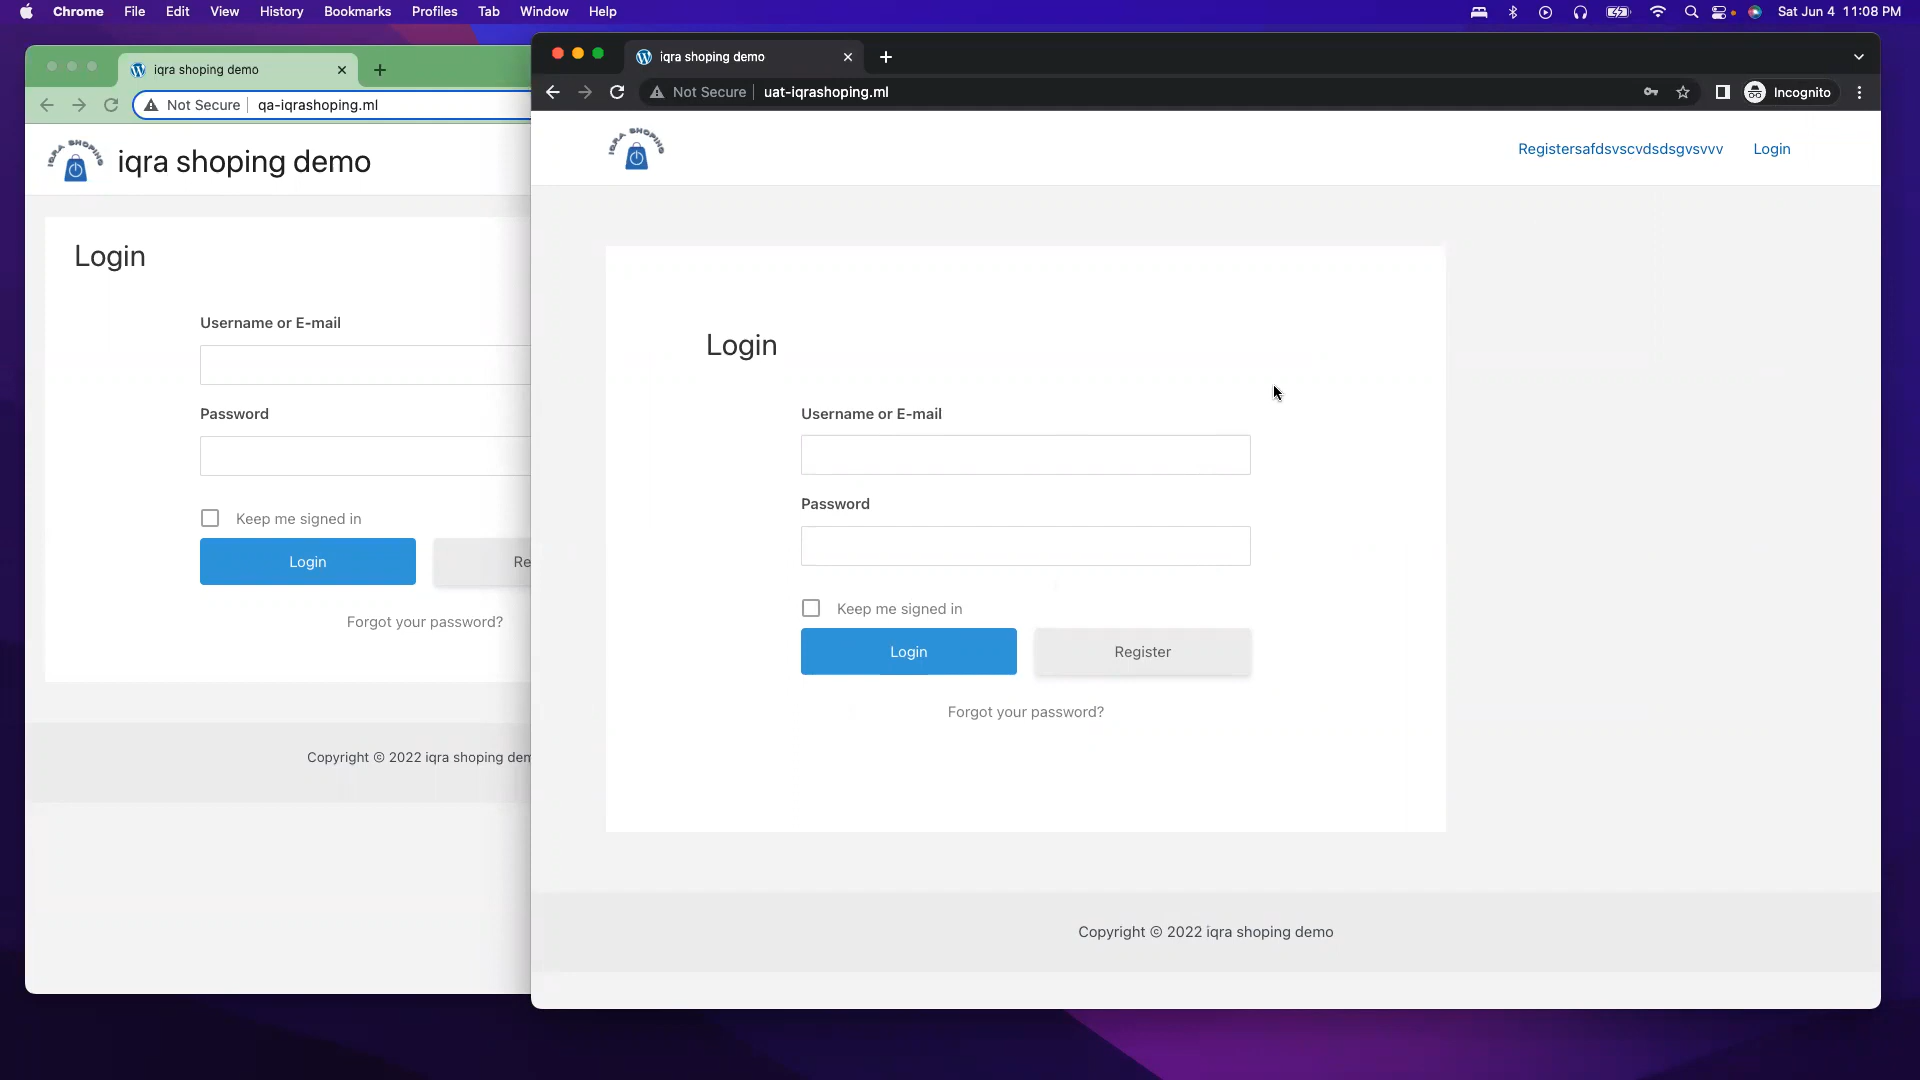 Chrome File Edit View History Bookmarks Profiles Tab Window Help
Sat Jun 4 11:08 PM
iqra shoping demo
Not Secure qa-iqrashoping.ml
IQRA SHOPING
iqra shoping demo
Login
Username or E-mail
Password
Keep me signed in
Login
Re
Forgot your password?
Copyright © 2022 iqra shoping dem
iqra shoping demo
Not Secure uat-iqrashoping.ml
Incognito
IQRA SHOPING
Registersafdsvscvdsdsgvsvvv Login
Login
Username or E-mail
Password
Keep me signed in
Login Register
Forgot your password?
Copyright © 2022 iqra shoping demo